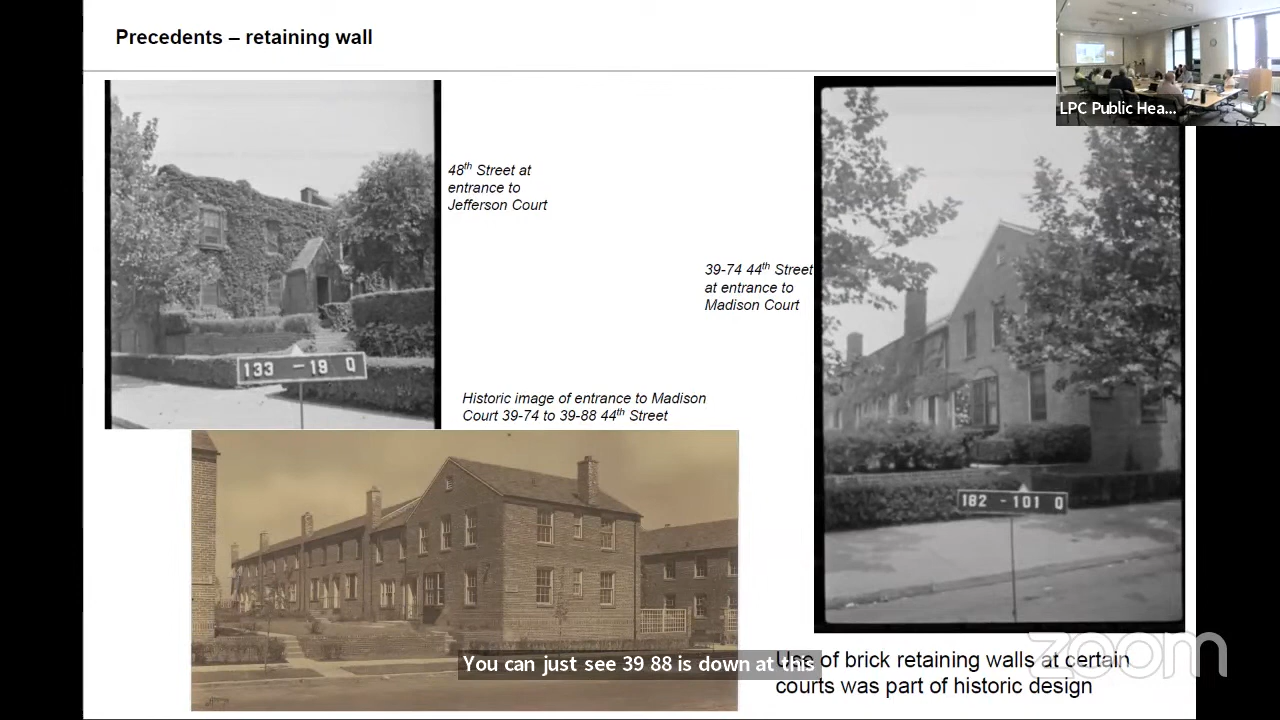 Precedents – retaining wall
LPC Public Hea...
48th Street at
entrance to
Jefferson Court
133 – 19 Q
39-74 44th Street
at entrance to
Madison Court
182 - 101 Q
Historic image of entrance to Madison
Court 39-74 to 39-88 44th Street
You can just see 39 88 is down at this
of brick retaining walls at certain
courts was part of historic design
zoom